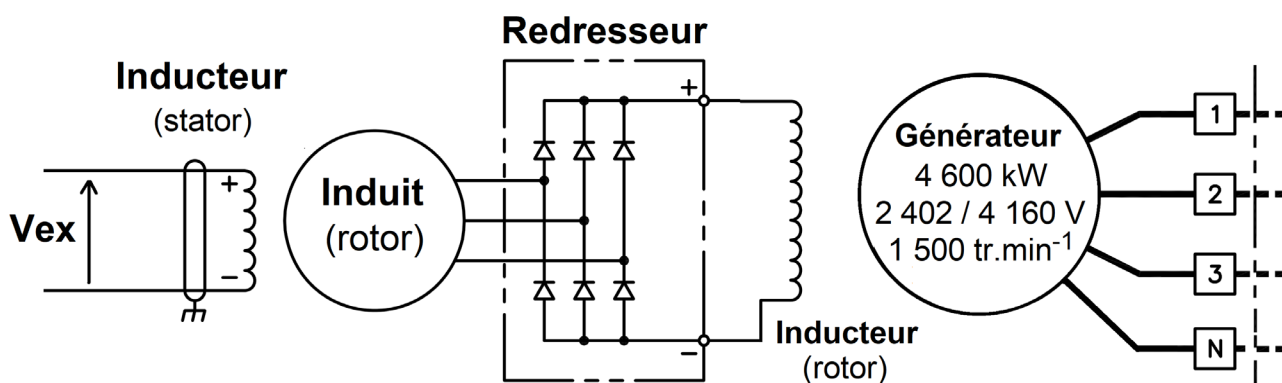 Redresseur
Inducteur
(stator)
+
−
Vex
Induit
(rotor)
+
−
Inducteur
(rotor)
Générateur
4 600 kW
2 402 / 4 160 V
1 500 tr.min-1
1
2
3
N